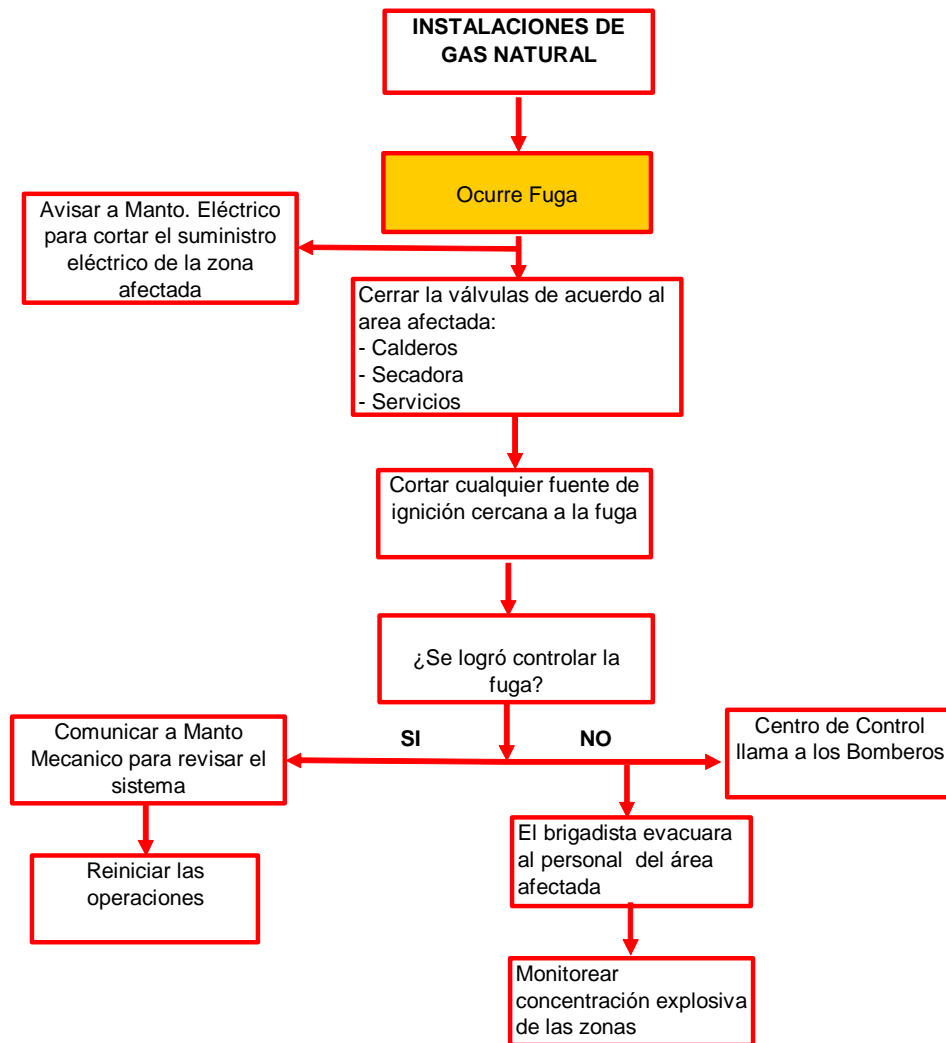 INSTALACIONES DE
GAS NATURAL
Ocurre Fuga
Avisar a Manto. Eléctrico
para cortar el suministro
eléctrico de la zona
afectada
Cerrar la válvulas de acuerdo al
area afectada:
- Calderos
- Secadora
- Servicios
Cortar cualquier fuente de
ignición cercana a la fuga
¿Se logró controlar la
fuga?
SI
NO
Comunicar a Manto
Mecanico para revisar el
sistema
Centro de Control
llama a los Bomberos
Reiniciar las
operaciones
El brigadista evacuara
al personal del área
afectada
Monitorear
concentración explosiva
de las zonas